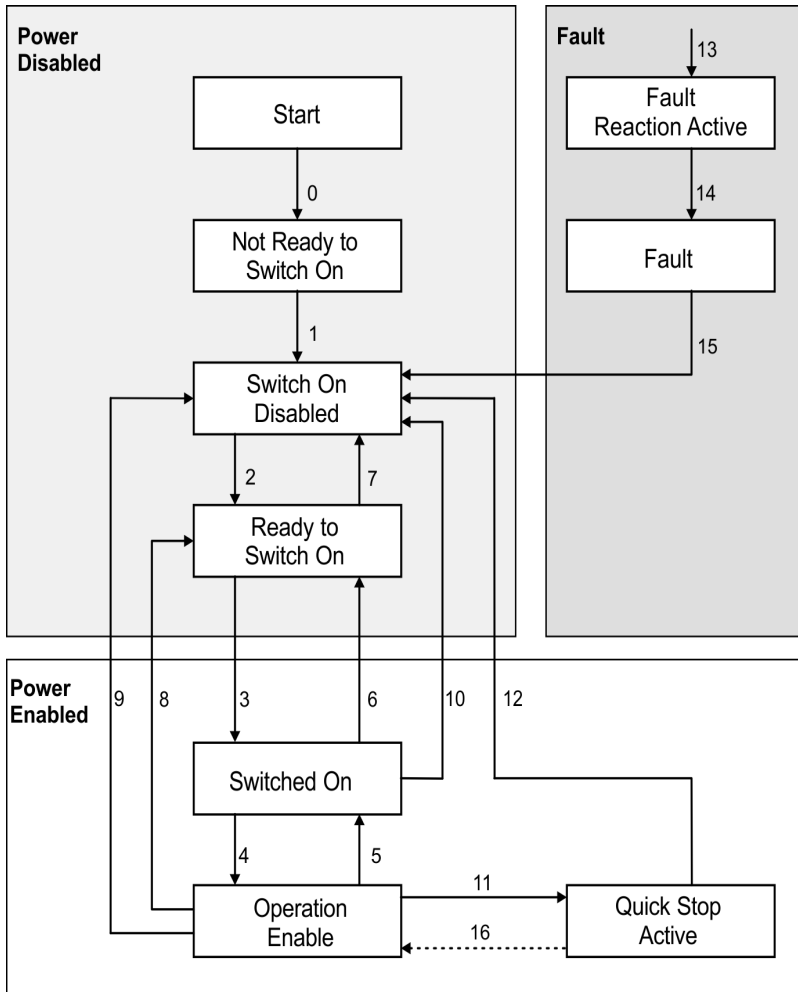 Power
Disabled
Start
0
Not Ready to
Switch On
1
Switch On
Disabled
2
7
Ready to
Switch On
Fault
13
Fault
Reaction Active
14
Fault
15
Power
Enabled
9
8
3
6
10
12
Switched On
4
5
Operation
Enable
11
16
Quick Stop
Active